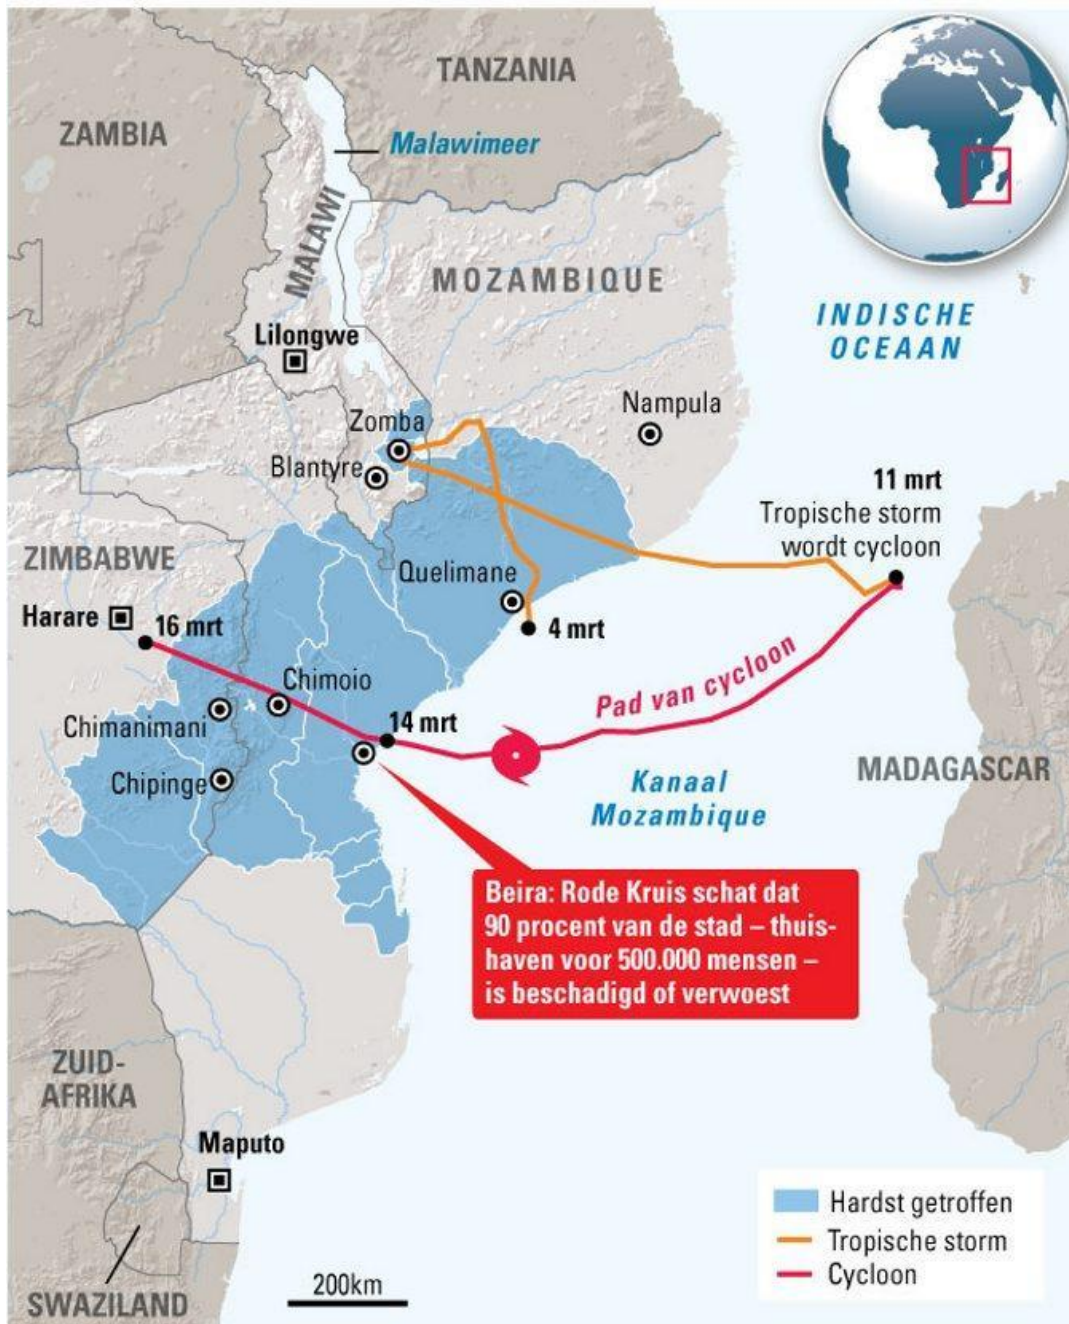 TANZANIA
ZAMBIA
Malawimeer
MALAWI
MOZAMBIQUE
INDISCHE
OCEAAN
Lilongwe
Nampula
Zomba
Blantyre
11 mrt
Tropische storm
wordt cycloon
ZIMBABWE
Quelimane
Harare
16 mrt
4 mrt
Chimoio
Pad van cycloon
Chimanimani
14 mrt
Chipinge
Kanaal
Mozambique
MADAGASCAR
Beira: Rode Kruis schat dat
90 procent van de stad – thuis-
haven voor 500.000 mensen –
is beschadigd of verwoest
ZUID-
AFRIKA
Maputo
SWAZILAND
200km
Hardst getroffen
Tropische storm
Cycloon